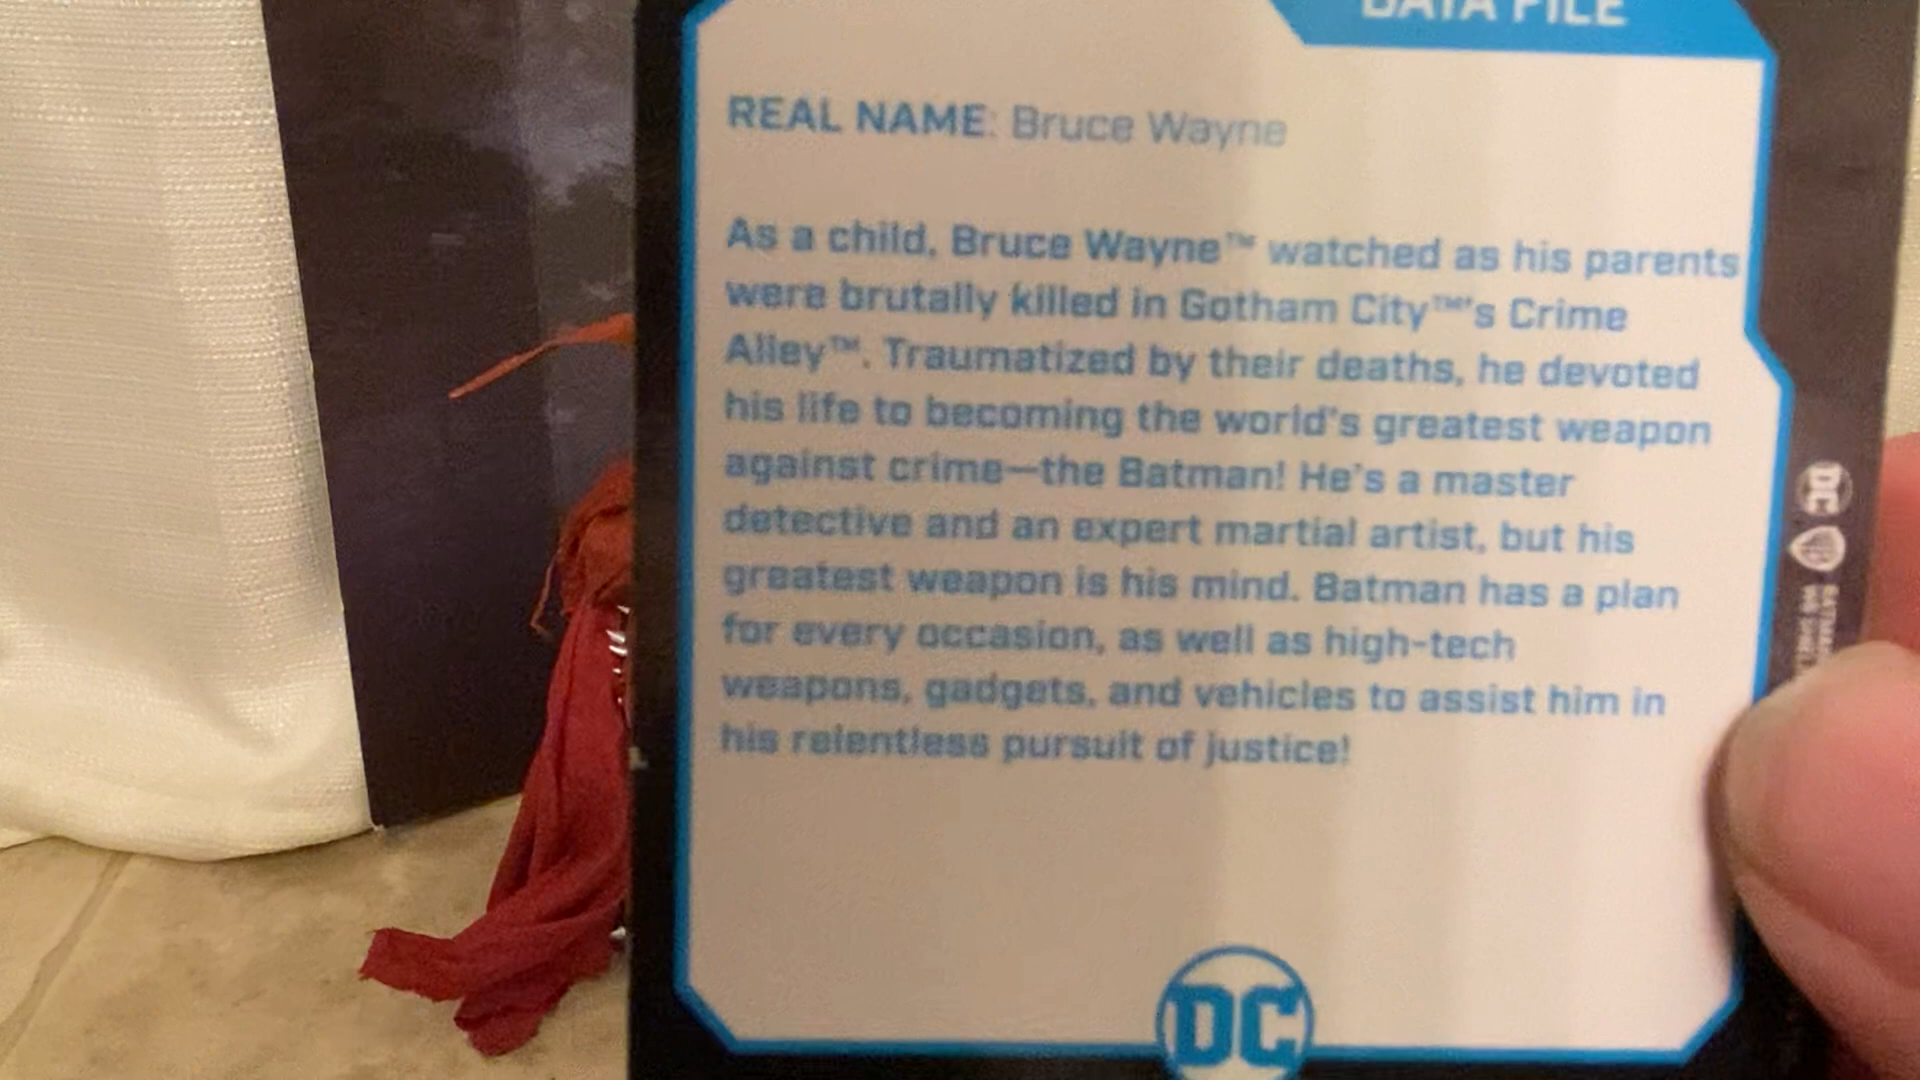 DATA FILE
REAL NAME: Bruce Wayne
As a child, Bruce Wayne™ watched as his parents
were brutally killed in Gotham City™'s Crime
Alley™. Traumatized by their deaths, he devoted
his life to becoming the world's greatest weapon
against crime—the Batman! He's a master
detective and an expert martial artist, but his
greatest weapon is his mind. Batman has a plan
for every occasion, as well as high-tech
weapons, gadgets, and vehicles to assist him in
his relentless pursuit of justice!
DC
DC